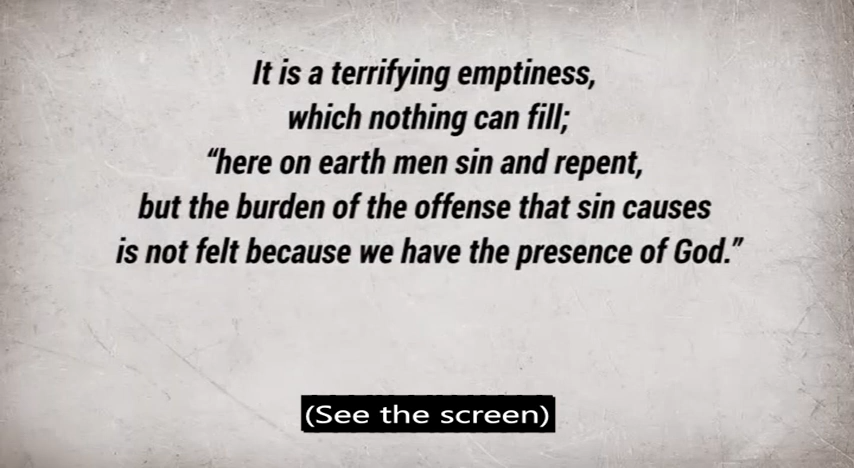 It is a terrifying emptiness,
which nothing can fill;
“here on earth men sin and repent,
but the burden of the offense that sin causes
is not felt because we have the presence of God.”
(See the screen)